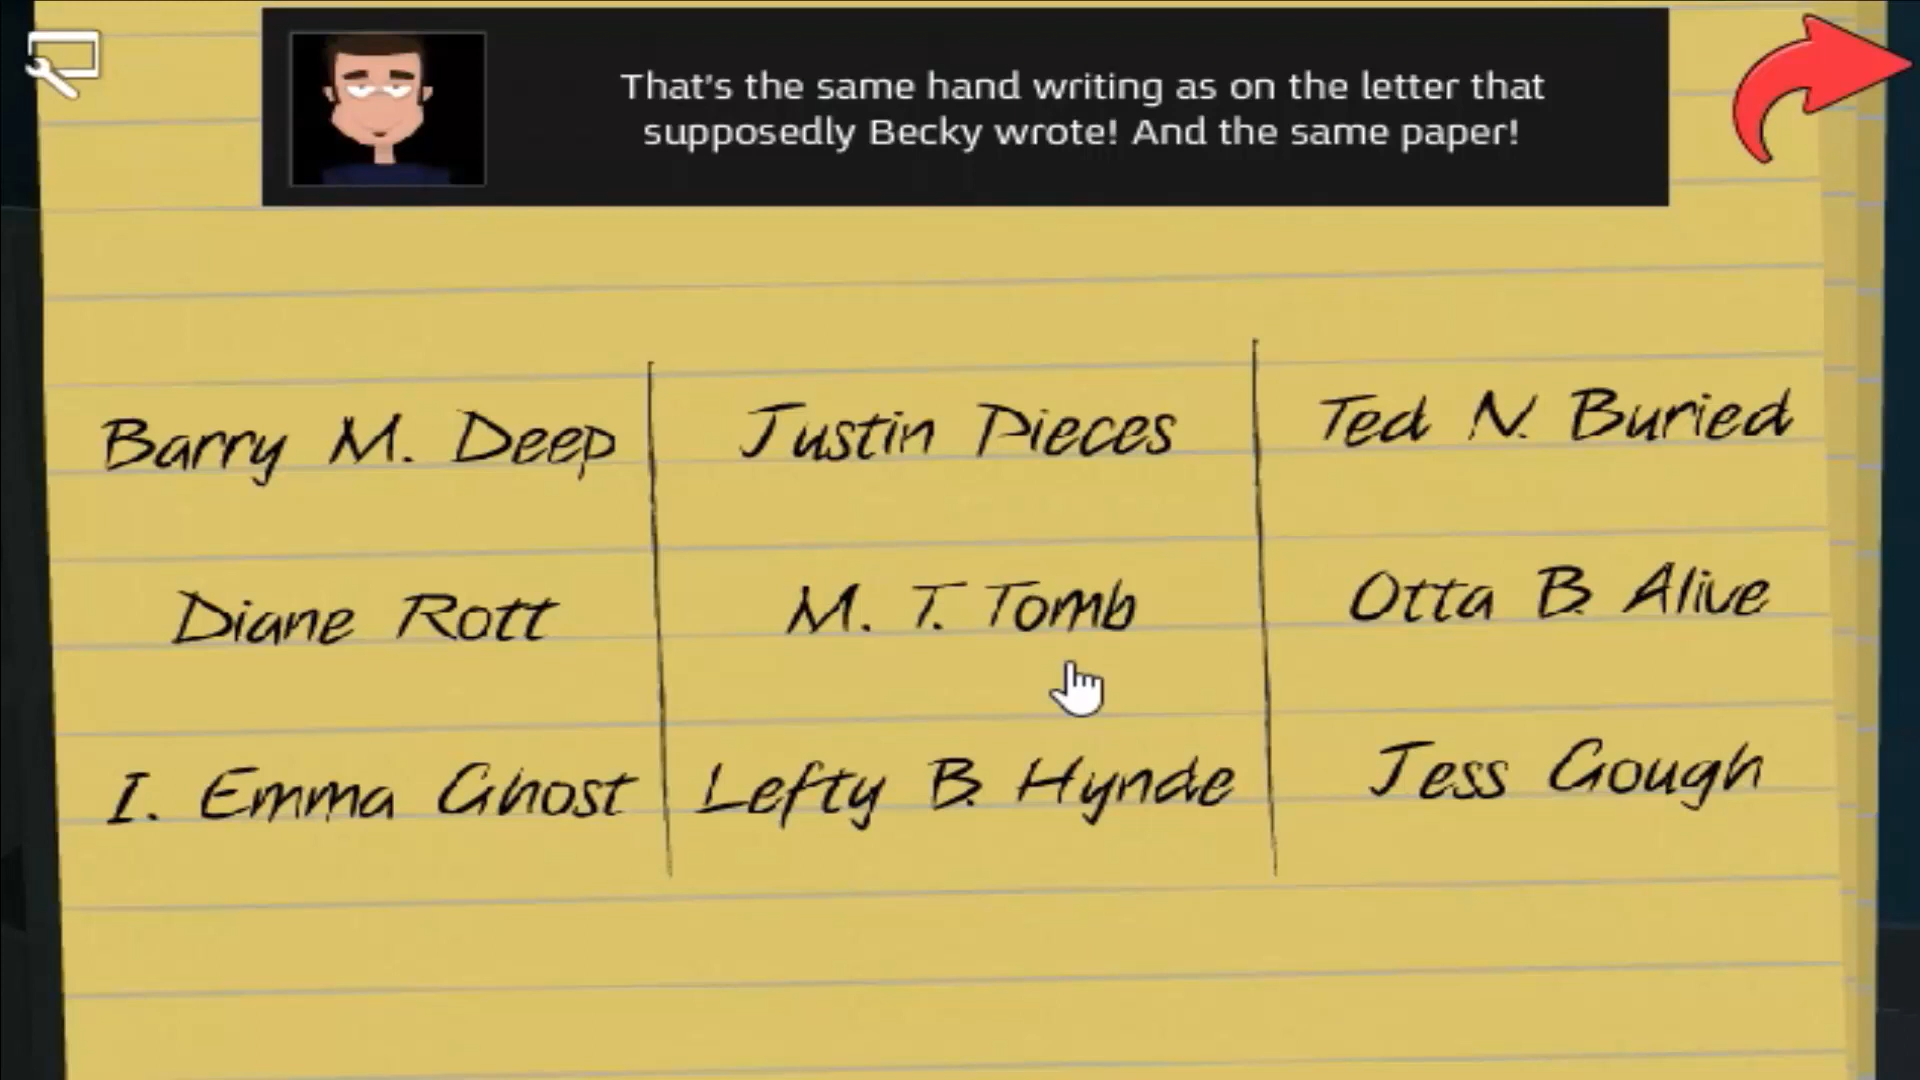 That's the same hand writing as on the letter that
supposedly Becky wrote! And the same paper!
Barry M. Deep Justin Pieces Ted N. Buried
Diane Rott M. T. Tomb Otta B. Alive
I. Emma Ghost Lefty B. Hynde Jess Gough